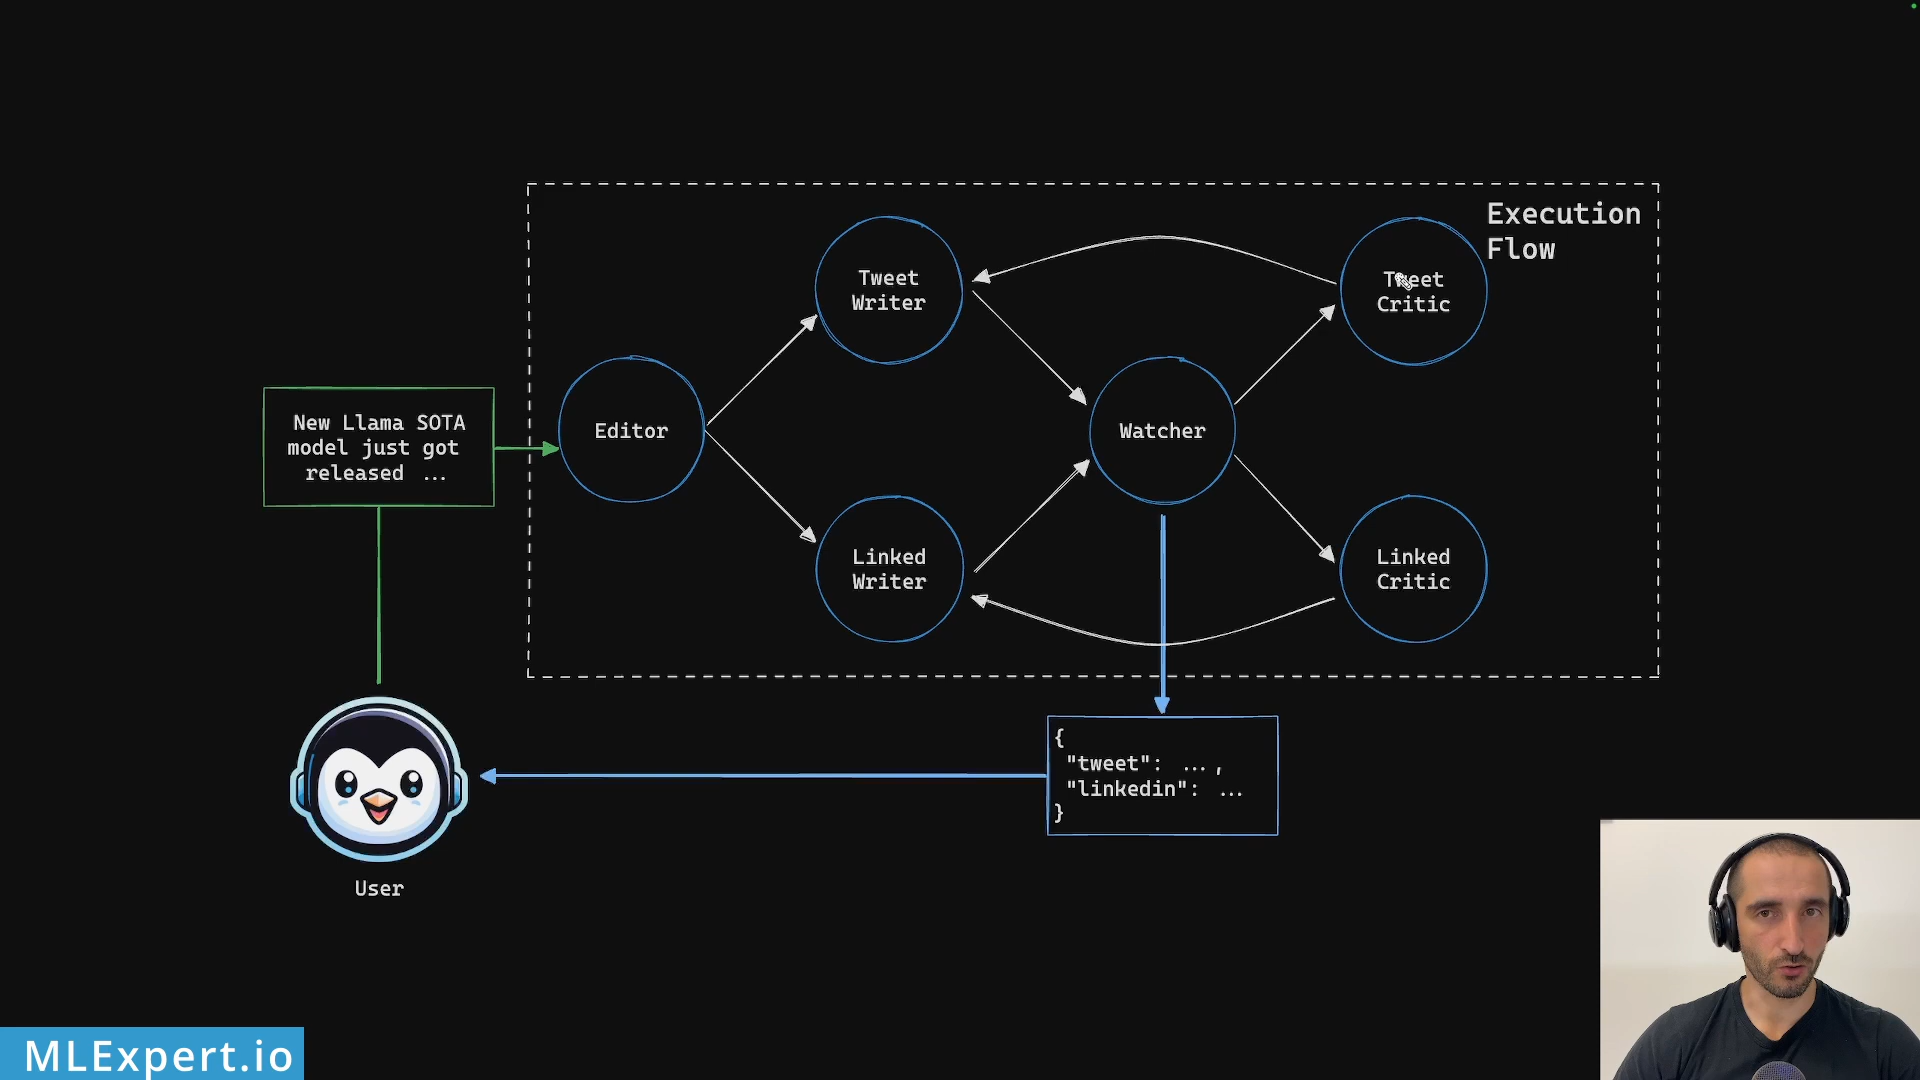 Execution
Flow
Tweet
Writer
Tweet
Critic
New Llama SOTA
model just got
released ...
Editor
Watcher
Linked
Writer
Linked
Critic
{
"tweet": ...,
"linkedin": ...
}
User
MLExpert.io